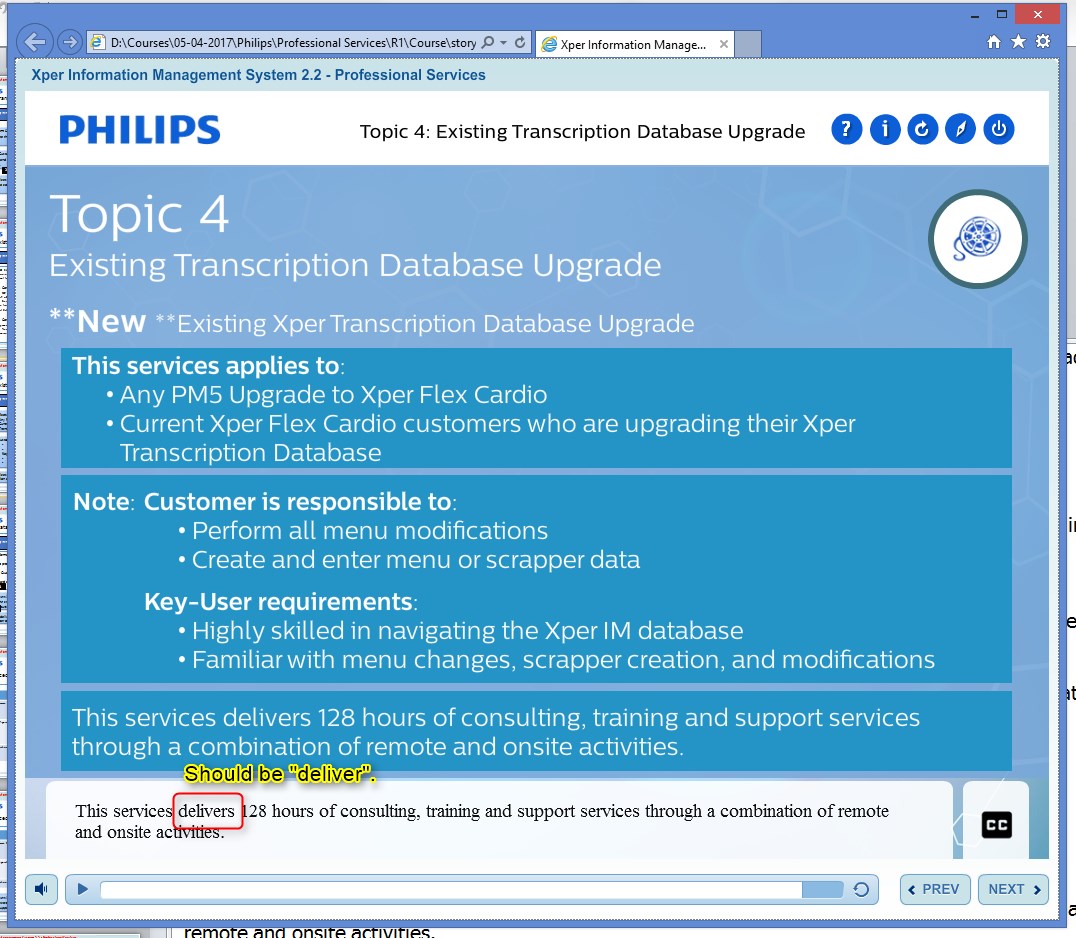 D:\Courses\05-04-2017\Philips\Professional Services\R1\Course\story
Xper Information Manage...
Xper Information Management System 2.2 - Professional Services
PHILIPS
Topic 4: Existing Transcription Database Upgrade
Topic 4
Existing Transcription Database Upgrade
**New **Existing Xper Transcription Database Upgrade
This services applies to:
• Any PM5 Upgrade to Xper Flex Cardio
• Current Xper Flex Cardio customers who are upgrading their Xper
Transcription Database
Note: Customer is responsible to:
• Perform all menu modifications
• Create and enter menu or scrapper data
Key-User requirements:
• Highly skilled in navigating the Xper IM database
• Familiar with menu changes, scrapper creation, and modifications
This services delivers 128 hours of consulting, training and support services
through a combination of remote and onsite activities.
Should be "deliver".
This services delivers 128 hours of consulting, training and support services through a combination of remote
and onsite activities.
CC
PREV
NEXT
remote and onsite activities.